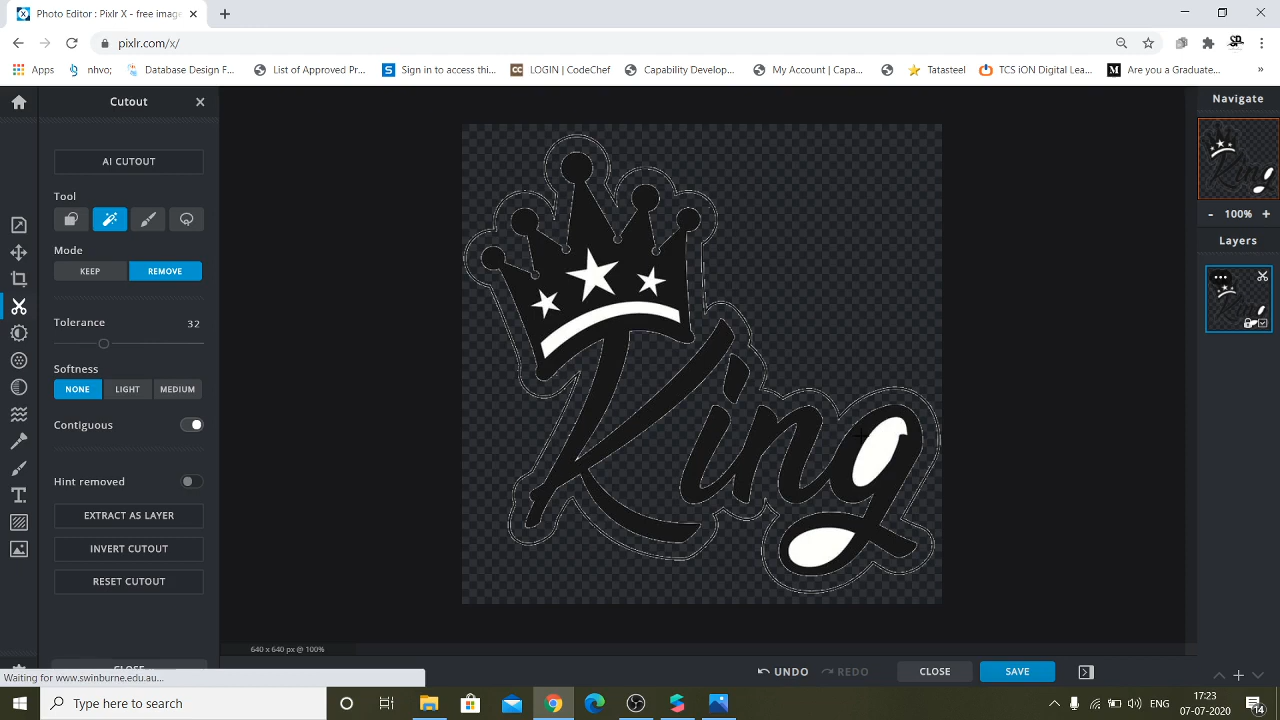 Photo Editor : Pixlr - free image
pixlr.com/x/
Apps
nhvo;
Database Design F...
List of Approved Pr...
Sign in to access thi...
CC
LOGIN | CodeChef
Capability Develop...
My Account | Capa...
Tatasteel
TCS iON Digital Lear...
Are you a Graduate...
»
Cutout
Navigate
AI CUTOUT
Tool
Mode
KEEP
REMOVE
Tolerance
32
Softness
NONE
LIGHT
MEDIUM
Contiguous
Hint removed
EXTRACT AS LAYER
INVERT CUTOUT
RESET CUTOUT
CLOSE
King
- 100% +
Layers
640 x 640 px @ 100%
UNDO
REDO
CLOSE
SAVE
Waiting for www.swinburne.edu.au...
Type here to search
17:23
07-07-2020
4